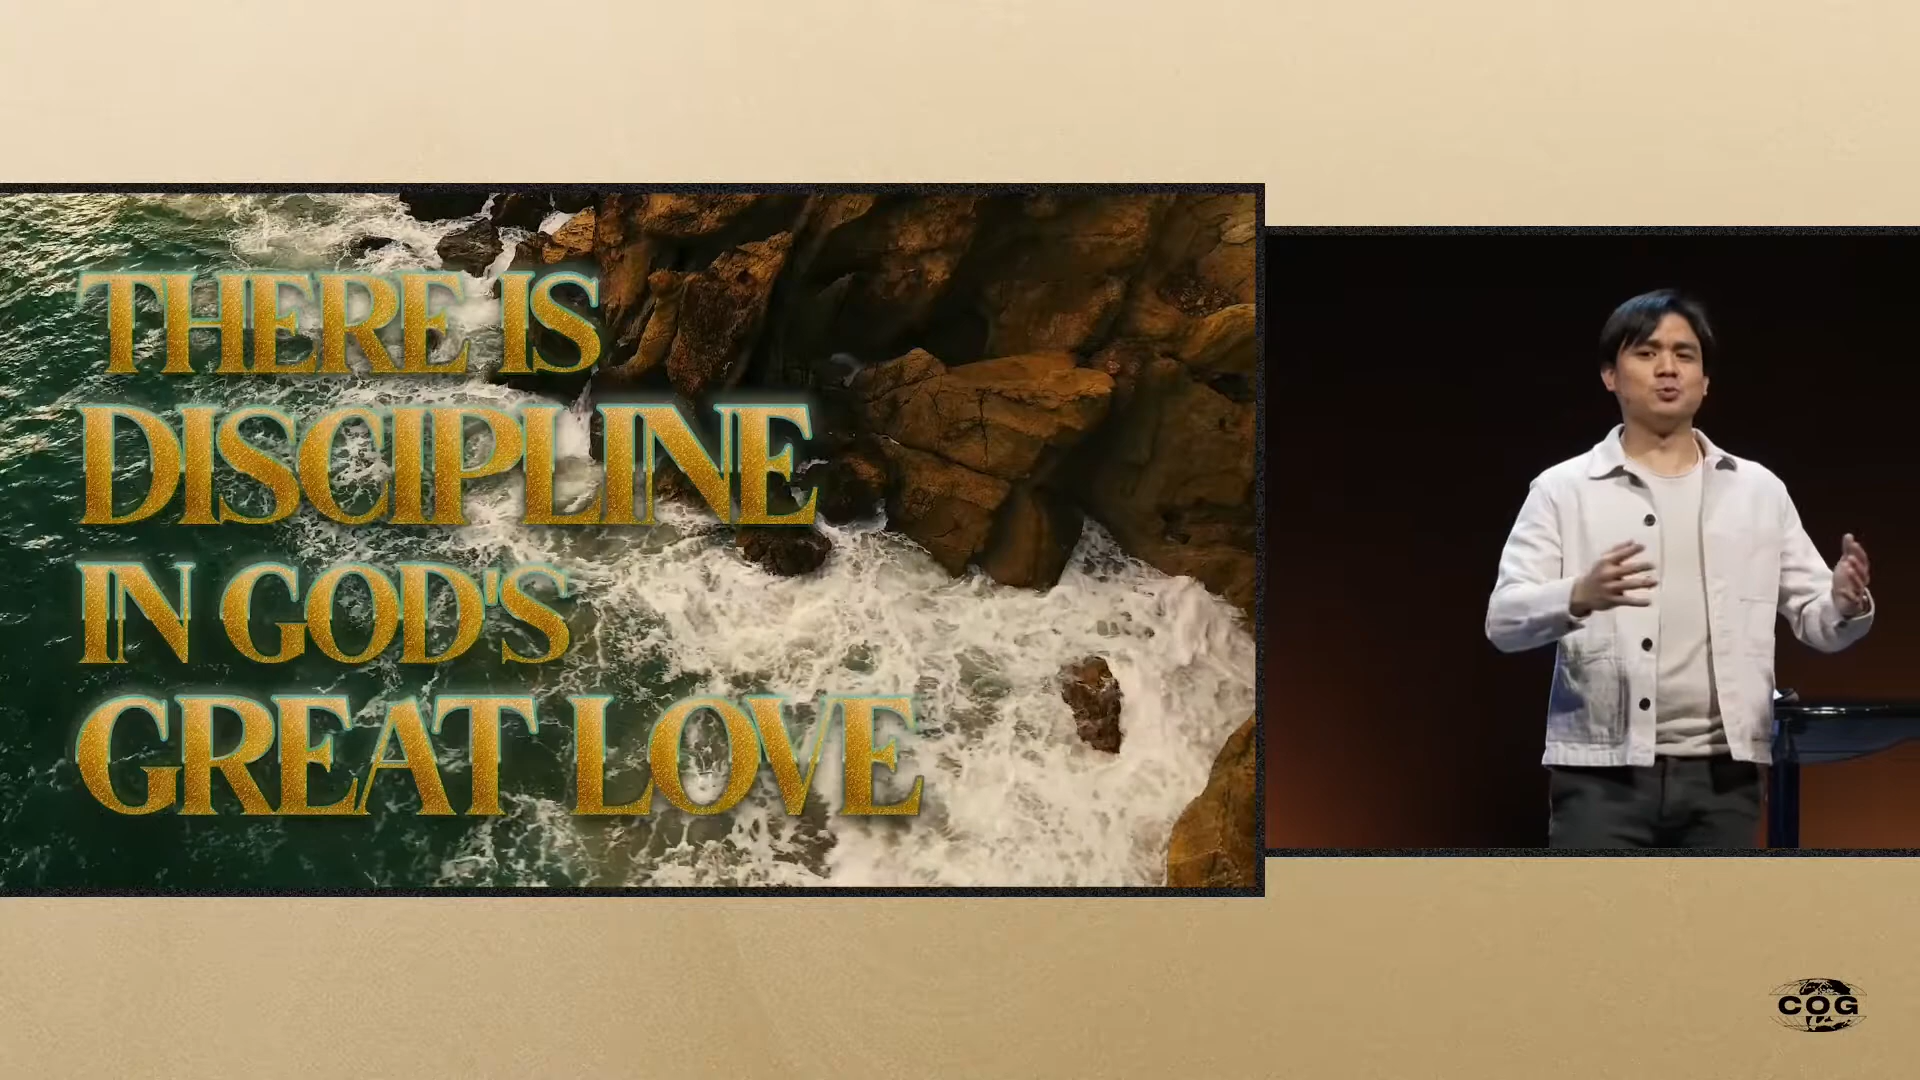 THERE IS
DISCIPLINE
IN GOD'S
GREAT LOVE
COG